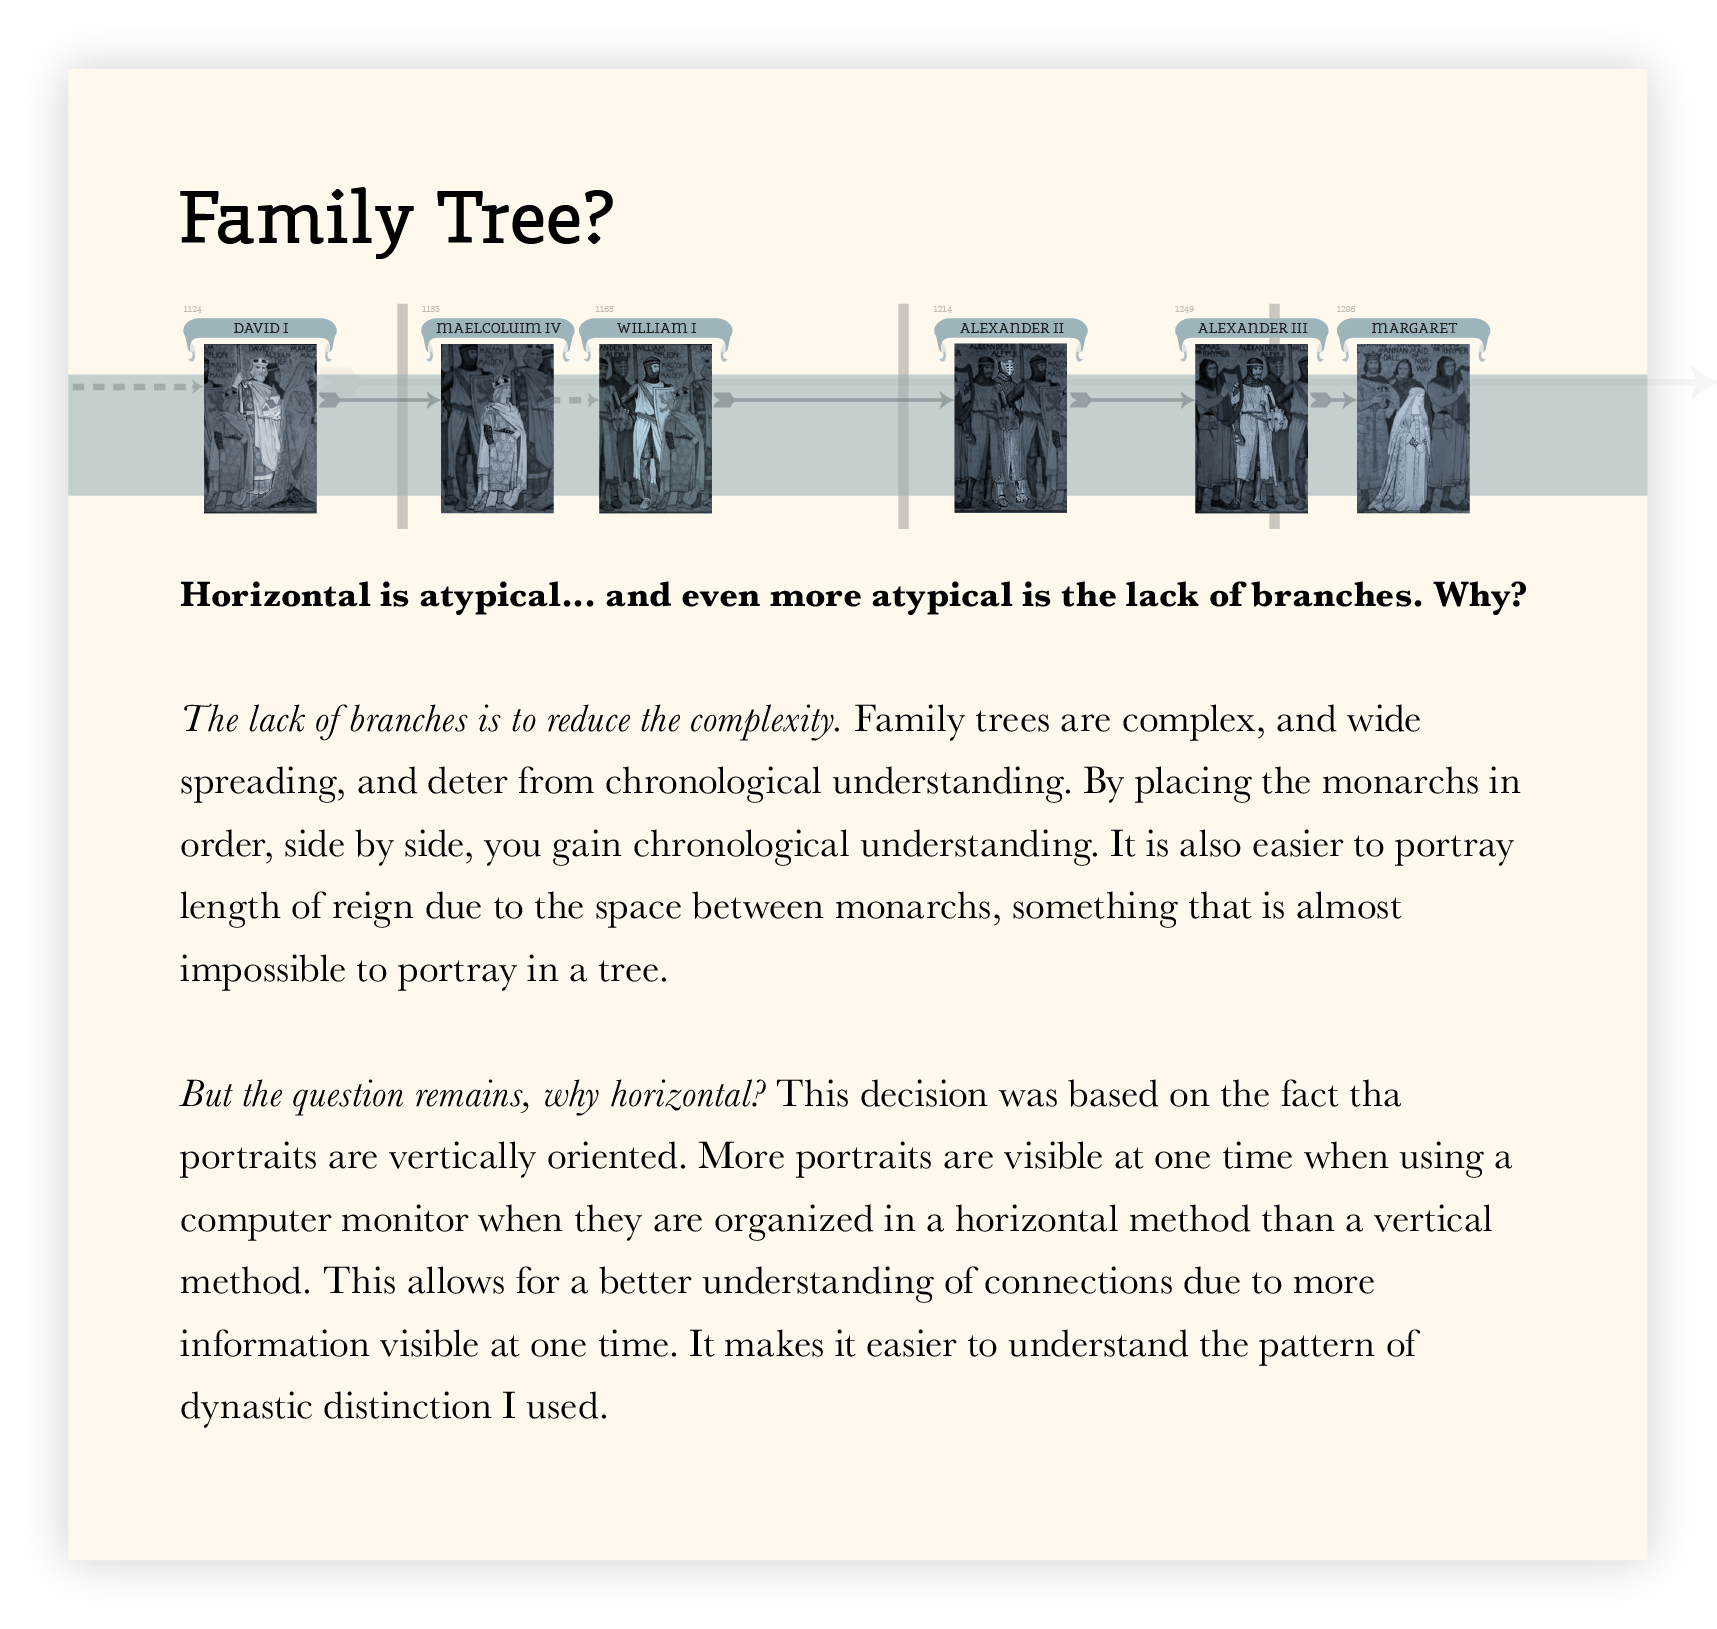 Family Tree?
1124 1153 1165 1214 1249 1286
DAVID I MAELCOLUIM IV WILLIAM I ALEXANDER II ALEXANDER III MARGARET
Horizontal is atypical... and even more atypical is the lack of branches. Why?
The lack of branches is to reduce the complexity. Family trees are complex, and wide
spreading, and deter from chronological understanding. By placing the monarchs in
order, side by side, you gain chronological understanding. It is also easier to portray
length of reign due to the space between monarchs, something that is almost
impossible to portray in a tree.
But the question remains, why horizontal? This decision was based on the fact tha
portraits are vertically oriented. More portraits are visible at one time when using a
computer monitor when they are organized in a horizontal method than a vertical
method. This allows for a better understanding of connections due to more
information visible at one time. It makes it easier to understand the pattern of
dynastic distinction I used.